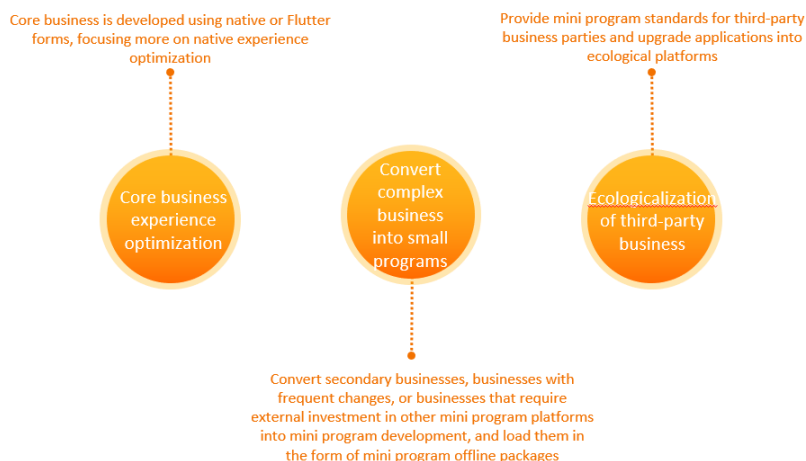 Core business is developed using native or Flutter
forms, focusing more on native experience
optimization
Provide mini program standards for third-party
business parties and upgrade applications into
ecological platforms
Core business
experience
optimization
Convert
complex
business
into small
programs
Ecologicalization
of third-party
business
Convert secondary businesses, businesses with
frequent changes, or businesses that require
external investment in other mini program platforms
into mini program development, and load them in
the form of mini program offline packages